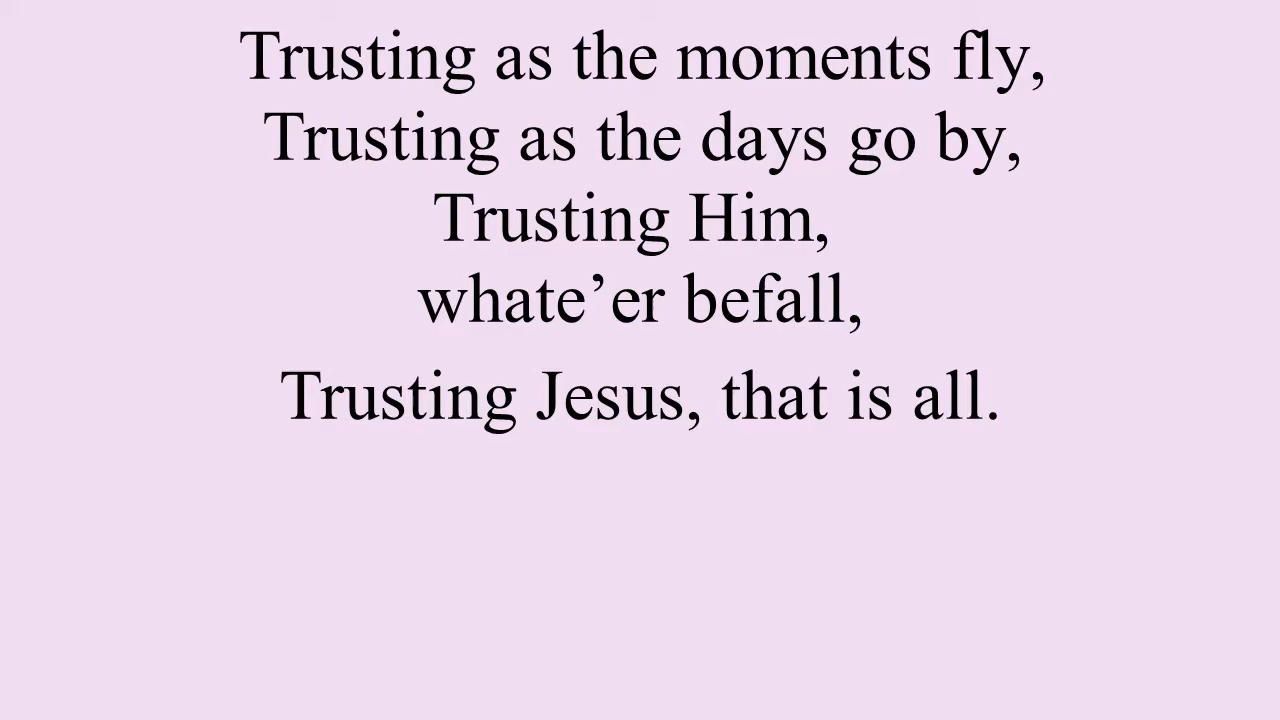 Trusting as the moments fly,
Trusting as the days go by,
Trusting Him,
whate’er befall,
Trusting Jesus, that is all.